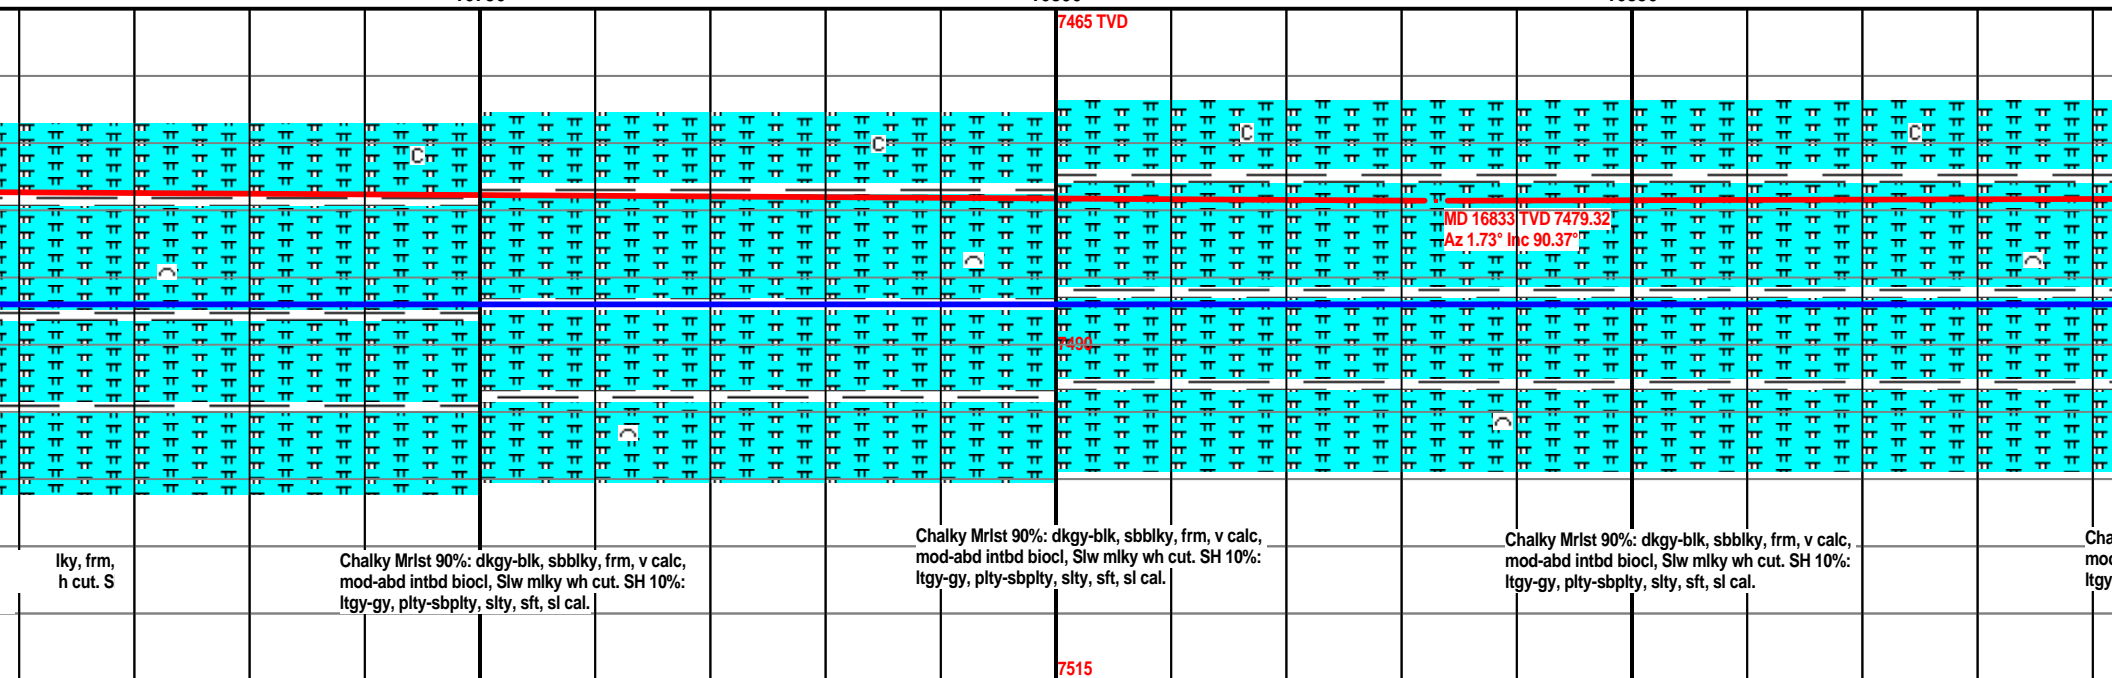 7465 TVD
C
C
C
C
MD 16833 TVD 7479.32
Az 1.73° Inc 90.37°
7490
lky, frm,
h cut. S
Chalky Mrlst 90%: dkgy-blk, sbblky, frm, v calc,
mod-abd intbd biocl, Slw mlky wh cut. SH 10%:
ltgy-gy, plty-sbplty, slty, sft, sl cal.
Chalky Mrlst 90%: dkgy-blk, sbblky, frm, v calc,
mod-abd intbd biocl, Slw mlky wh cut. SH 10%:
ltgy-gy, plty-sbplty, slty, sft, sl cal.
Chalky Mrlst 90%: dkgy-blk, sbblky, frm, v calc,
mod-abd intbd biocl, Slw mlky wh cut. SH 10%:
ltgy-gy, plty-sbplty, slty, sft, sl cal.
Cha
mod
ltgy
7515